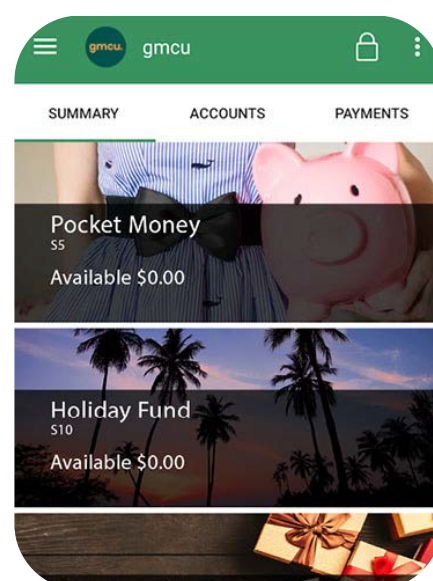 gmcu.
gmcu
SUMMARY ACCOUNTS PAYMENTS
Pocket Money
S5
Available $0.00
Holiday Fund
S10
Available $0.00